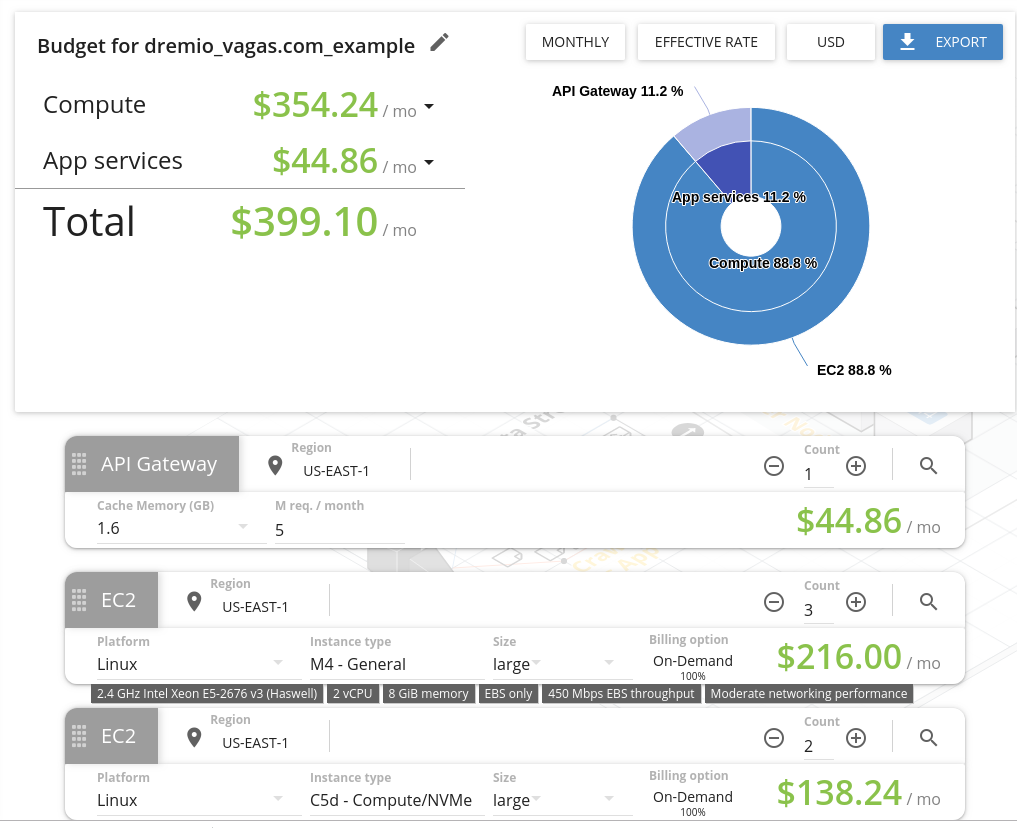 Budget for dremio_vagas.com_example
MONTHLY
EFFECTIVE RATE
USD
EXPORT
Compute
$354.24 / mo
App services
$44.86 / mo
Total
$399.10 / mo
API Gateway 11.2 %
App services 11.2 %
Compute 88.8 %
EC2 88.8 %
API Gateway
Region
US-EAST-1
Count
1
Cache Memory (GB)
1.6
M req. / month
5
$44.86 / mo
EC2
Region
US-EAST-1
Count
3
Platform
Linux
Instance type
M4 - General
Size
large
Billing option
On-Demand
100%
$216.00 / mo
2.4 GHz Intel Xeon E5-2676 v3 (Haswell)
2 vCPU
8 GiB memory
EBS only
450 Mbps EBS throughput
Moderate networking performance
EC2
Region
US-EAST-1
Count
2
Platform
Linux
Instance type
C5d - Compute/NVMe
Size
large
Billing option
On-Demand
100%
$138.24 / mo